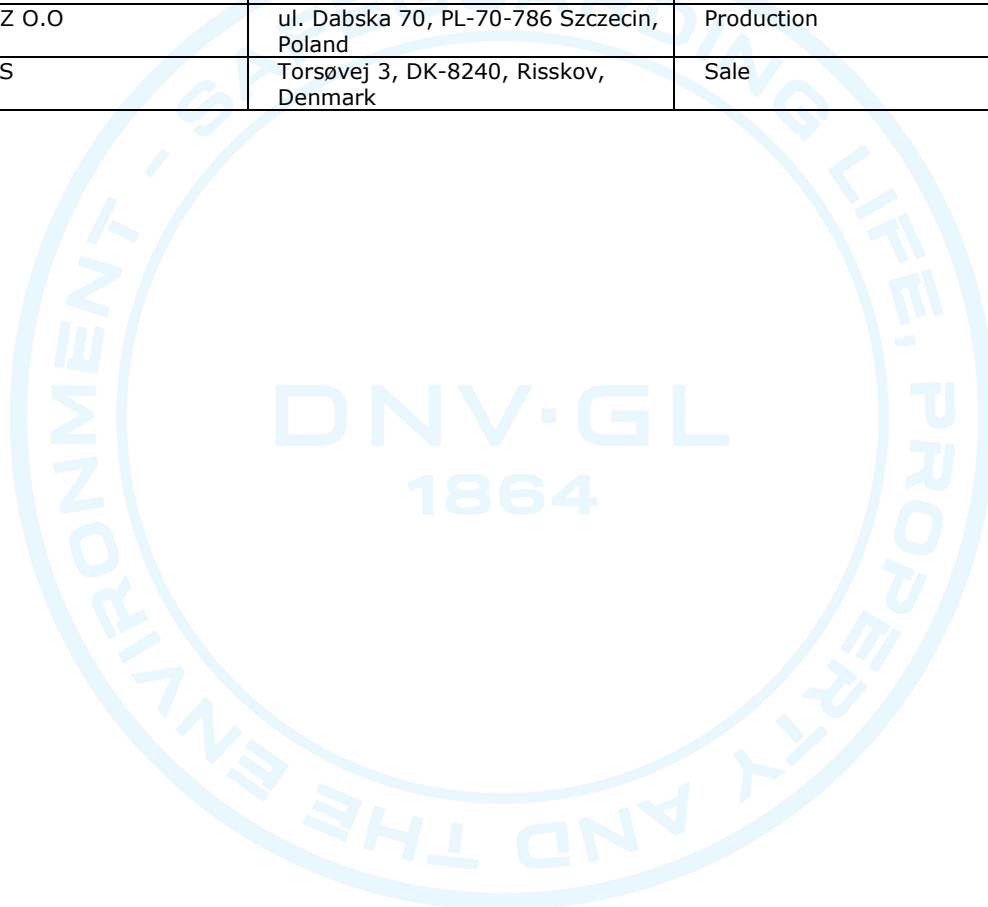 Z O.O
ul. Dabska 70, PL-70-786 Szczecin,
Poland
Production
S
Torsøvej 3, DK-8240, Risskov,
Denmark
Sale
DNV·GL
1864
LIFE, PROPERTY AND THE ENVIRONMENT -